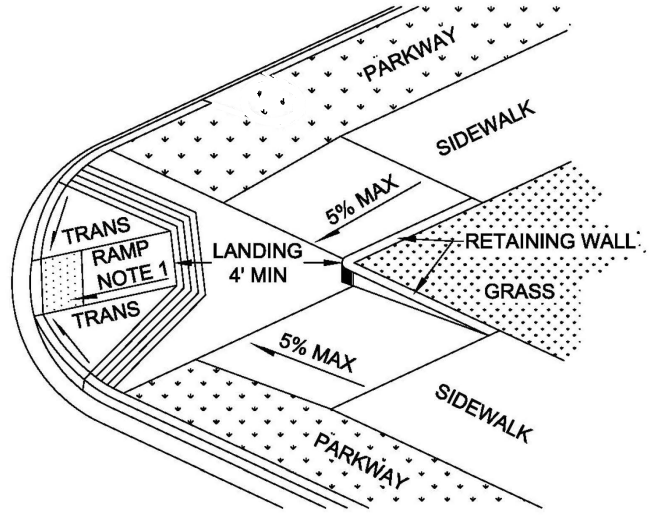 PARKWAY
SIDEWALK
5% MAX
TRANS
RAMP
NOTE 1
LANDING
4' MIN
RETAINING WALL
GRASS
TRANS
5% MAX
SIDEWALK
PARKWAY